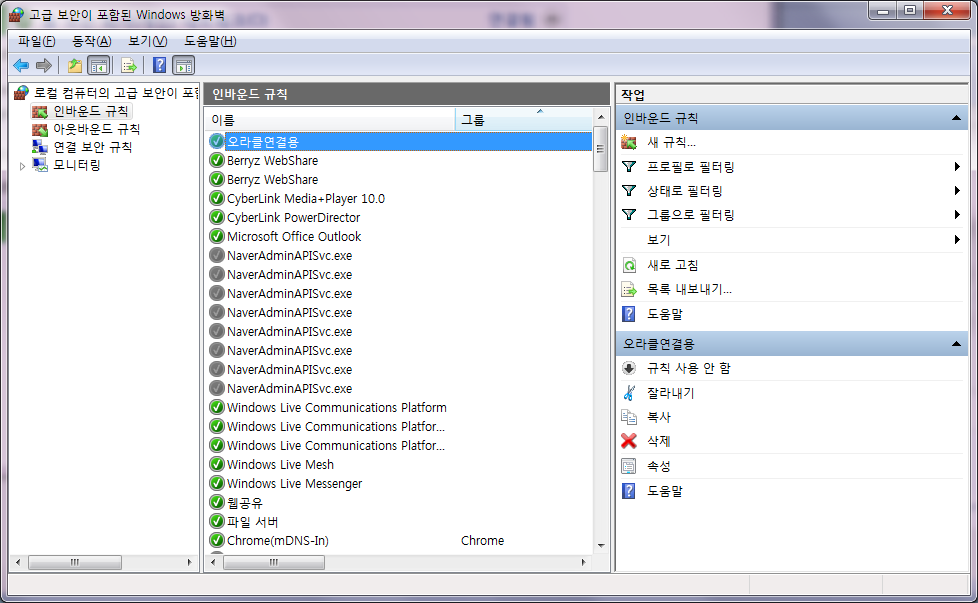 고급 보안이 포함된 Windows 방화벽
파일(F) 동작(A) 보기(V) 도움말(H)
로컬 컴퓨터의 고급 보안이 포함
인바운드 규칙
아웃바운드 규칙
연결 보안 규칙
모니터링
인바운드 규칙
이름 그룹
오라클연결용
Berryz WebShare
Berryz WebShare
CyberLink Media+Player 10.0
CyberLink PowerDirector
Microsoft Office Outlook
NaverAdminAPISvc.exe
NaverAdminAPISvc.exe
NaverAdminAPISvc.exe
NaverAdminAPISvc.exe
NaverAdminAPISvc.exe
NaverAdminAPISvc.exe
NaverAdminAPISvc.exe
NaverAdminAPISvc.exe
Windows Live Communications Platform
Windows Live Communications Platfor...
Windows Live Communications Platfor...
Windows Live Mesh
Windows Live Messenger
웹공유
파일 서버
Chrome(mDNS-In) Chrome
작업
인바운드 규칙
새 규칙...
프로필로 필터링
상태로 필터링
그룹으로 필터링
보기
새로 고침
목록 내보내기...
도움말
오라클연결용
규칙 사용 안 함
잘라내기
복사
삭제
속성
도움말